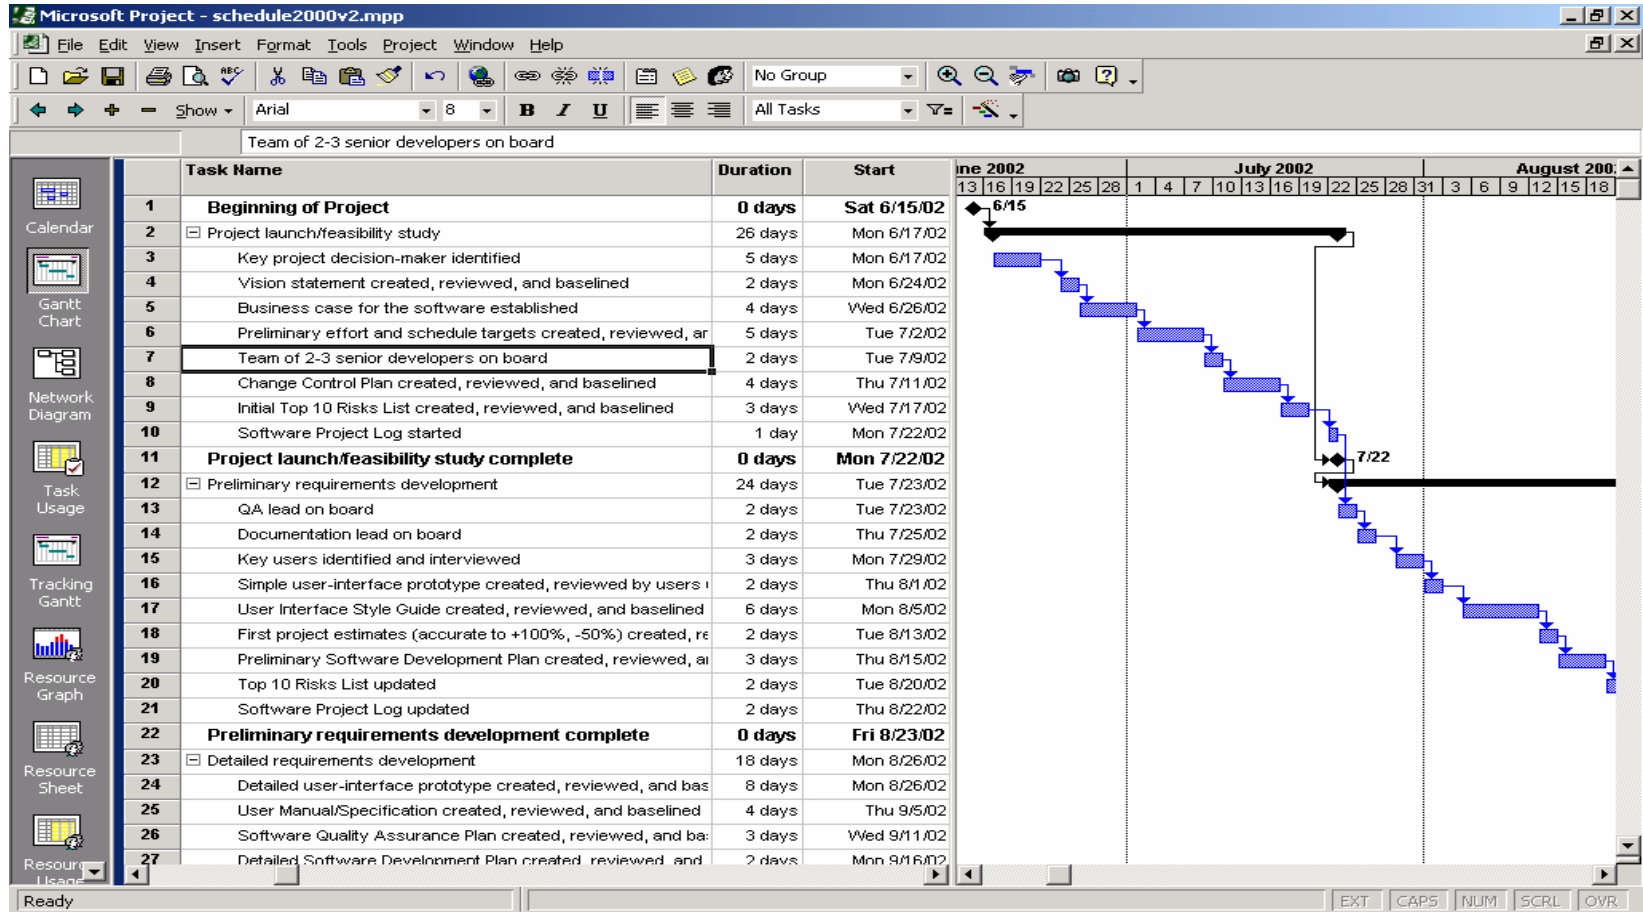 Microsoft Project - schedule2000v2.mpp
File Edit View Insert Format Tools Project Window Help
No Group
Show Arial 8 B I U All Tasks
Team of 2-3 senior developers on board
Task Name Duration Start
une 2002 July 2002 August 200
13 16 19 22 25 28 1 4 7 10 13 16 19 22 25 28 31 3 6 9 12 15 18
1 Beginning of Project 0 days Sat 6/15/02 6/15
2 Project launch/feasibility study 26 days Mon 6/17/02
3 Key project decision-maker identified 5 days Mon 6/17/02
4 Vision statement created, reviewed, and baselined 2 days Mon 6/24/02
5 Business case for the software established 4 days Wed 6/26/02
6 Preliminary effort and schedule targets created, reviewed, ar 5 days Tue 7/2/02
7 Team of 2-3 senior developers on board 2 days Tue 7/9/02
8 Change Control Plan created, reviewed, and baselined 4 days Thu 7/11/02
9 Initial Top 10 Risks List created, reviewed, and baselined 3 days Wed 7/17/02
10 Software Project Log started 1 day Mon 7/22/02
11 Project launch/feasibility study complete 0 days Mon 7/22/02 7/22
12 Preliminary requirements development 24 days Tue 7/23/02
13 QA lead on board 2 days Tue 7/23/02
14 Documentation lead on board 2 days Thu 7/25/02
15 Key users identified and interviewed 3 days Mon 7/29/02
16 Simple user-interface prototype created, reviewed by users 2 days Thu 8/1/02
17 User Interface Style Guide created, reviewed, and baselined 6 days Mon 8/5/02
18 First project estimates (accurate to +100%, -50%) created, re 2 days Tue 8/13/02
19 Preliminary Software Development Plan created, reviewed, a 3 days Thu 8/15/02
20 Top 10 Risks List updated 2 days Tue 8/20/02
21 Software Project Log updated 2 days Thu 8/22/02
22 Preliminary requirements development complete 0 days Fri 8/23/02
23 Detailed requirements development 18 days Mon 8/26/02
24 Detailed user-interface prototype created, reviewed, and bas 8 days Mon 8/26/02
25 User Manual/Specification created, reviewed, and baselined 4 days Thu 9/5/02
26 Software Quality Assurance Plan created, reviewed, and ba 3 days Wed 9/11/02
27 Detailed Software Development Plan created, reviewed, and 2 days Mon 9/16/02
Calendar
Gantt
Chart
Network
Diagram
Task
Usage
Tracking
Gantt
Resource
Graph
Resource
Sheet
Resour
Usage
Ready EXT CAPS NUM SCRL OVR